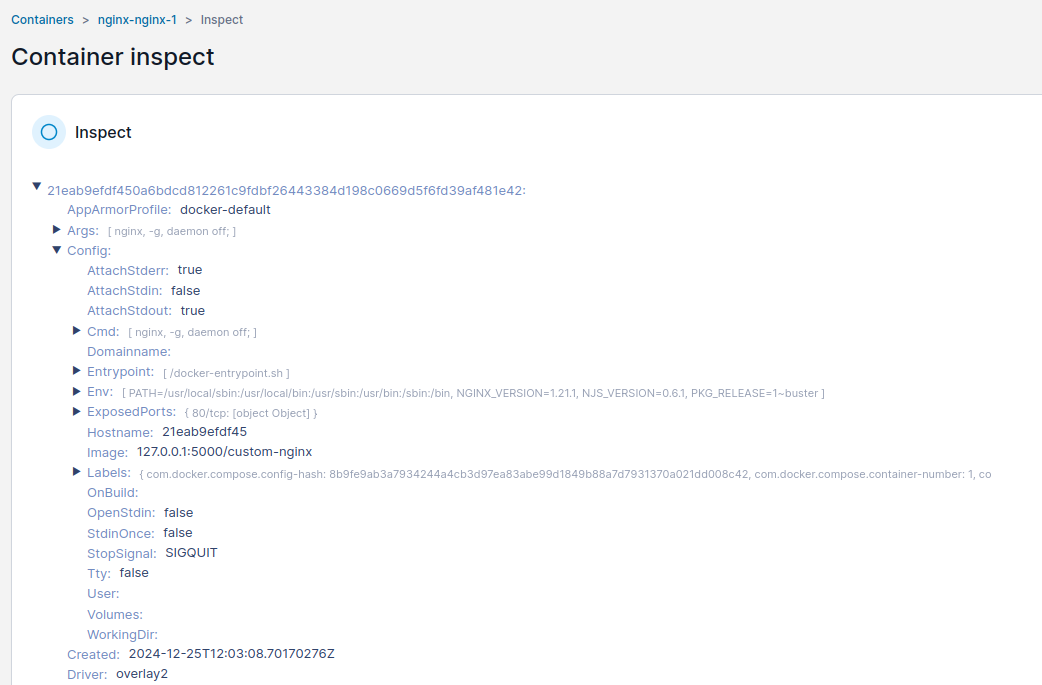 Containers > nginx-nginx-1 > Inspect
Container inspect
Inspect
21eab9efdf450a6bdcd812261c9fdbf26443384d198c0669d5f6fd39af481e42:
AppArmorProfile: docker-default
Args: [ nginx, -g, daemon off; ]
Config:
AttachStderr: true
AttachStdin: false
AttachStdout: true
Cmd: [ nginx, -g, daemon off; ]
Domainname:
Entrypoint: [ /docker-entrypoint.sh ]
Env: [ PATH=/usr/local/sbin:/usr/local/bin:/usr/sbin:/usr/bin:/sbin:/bin, NGINX_VERSION=1.21.1, NJS_VERSION=0.6.1, PKG_RELEASE=1~buster ]
ExposedPorts: { 80/tcp: [object Object] }
Hostname: 21eab9efdf45
Image: 127.0.0.1:5000/custom-nginx
Labels: { com.docker.compose.config-hash: 8b9fe9ab3a7934244a4cb3d97ea83abe99d1849b88a7d7931370a021dd008c42, com.docker.compose.container-number: 1, co
OnBuild:
OpenStdin: false
StdinOnce: false
StopSignal: SIGQUIT
Tty: false
User:
Volumes:
WorkingDir:
Created: 2024-12-25T12:03:08.70170276Z
Driver: overlay2